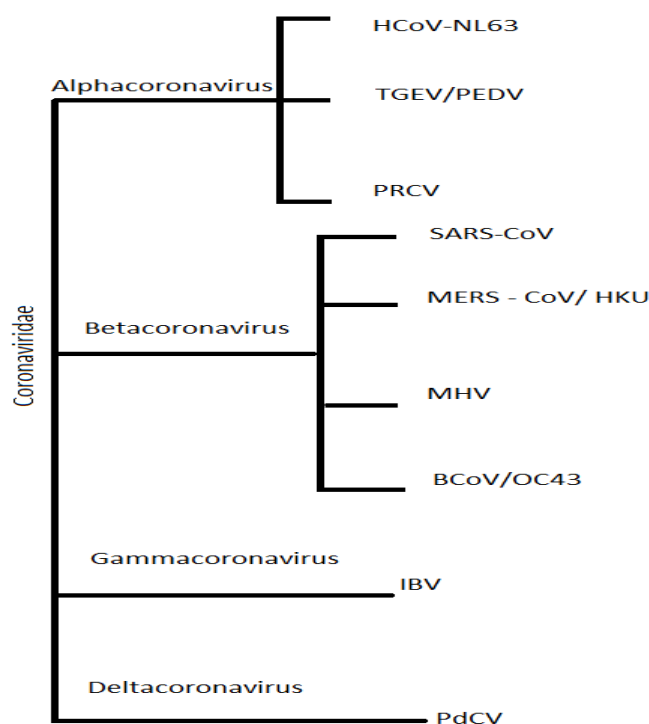 HCoV-NL63
Alphacoronavirus
TGEV/PEDV
PRCV
SARS-CoV
MERS - CoV/ HKU
Betacoronavirus
MHV
BCoV/OC43
Coronaviridae
Gammacoronavirus
IBV
Deltacoronavirus
PdCV